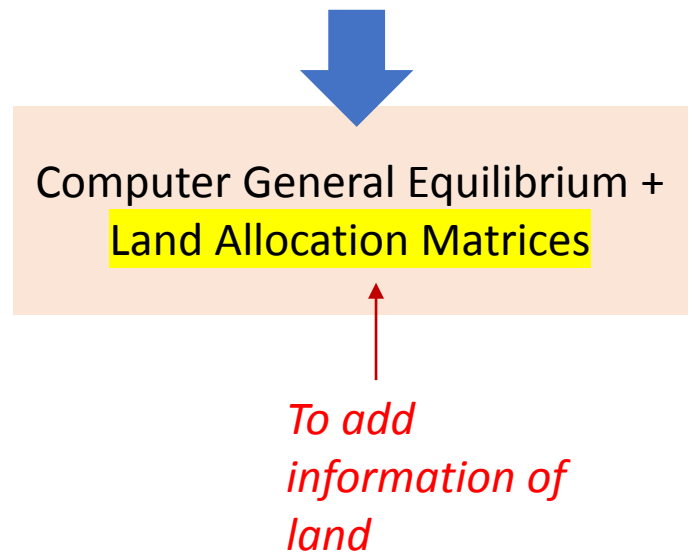 Computer General Equilibrium +
Land Allocation Matrices
To add
information of
land